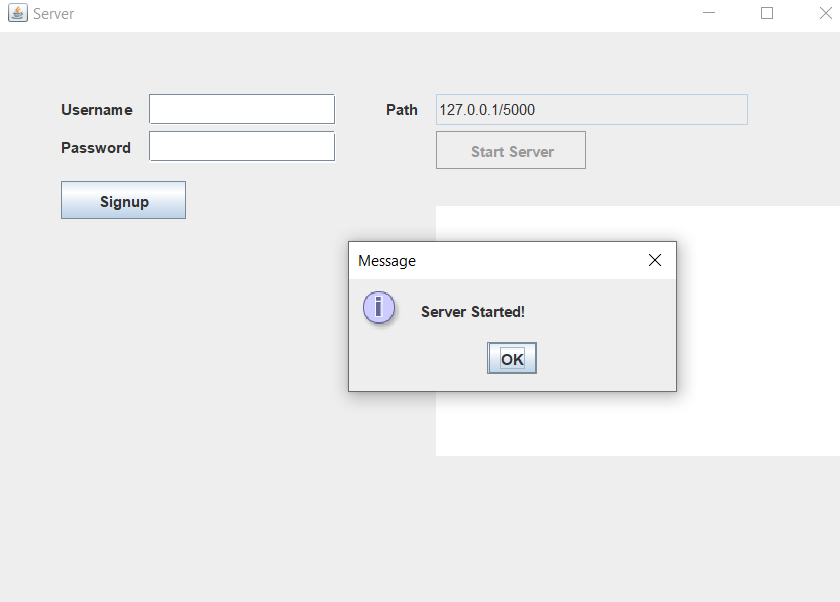 Server
Username
Path
127.0.0.1/5000
Password
Start Server
Signup
Message
i
Server Started!
OK